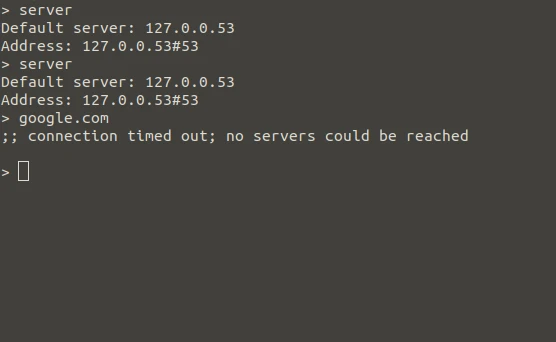 > server
Default server: 127.0.0.53
Address: 127.0.0.53#53
> server
Default server: 127.0.0.53
Address: 127.0.0.53#53
> google.com
;; connection timed out; no servers could be reached
>